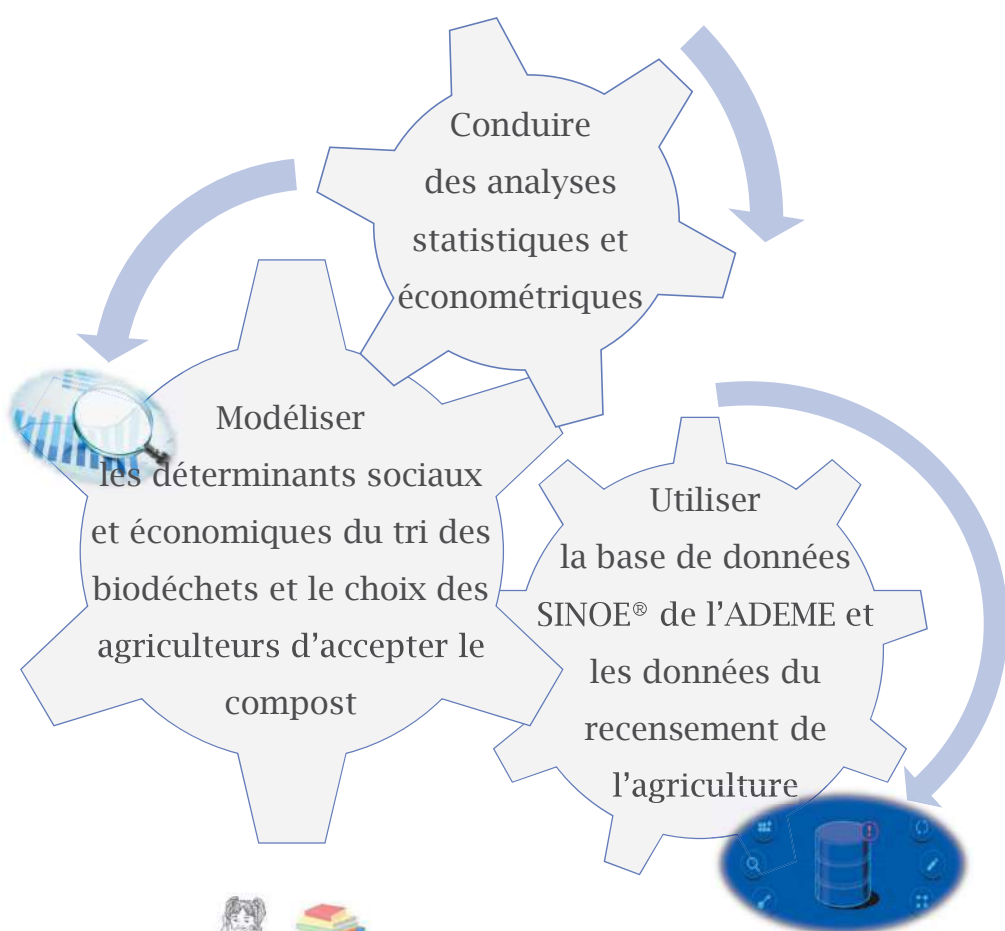 Conduire
des analyses
statistiques et
économétriques
Modéliser
les déterminants sociaux
et économiques du tri des
biodéchets et le choix des
agriculteurs d'accepter le
compost
Utiliser
la base de données
SINOE® de l'ADEME et
les données du
recensement de
l'agriculture